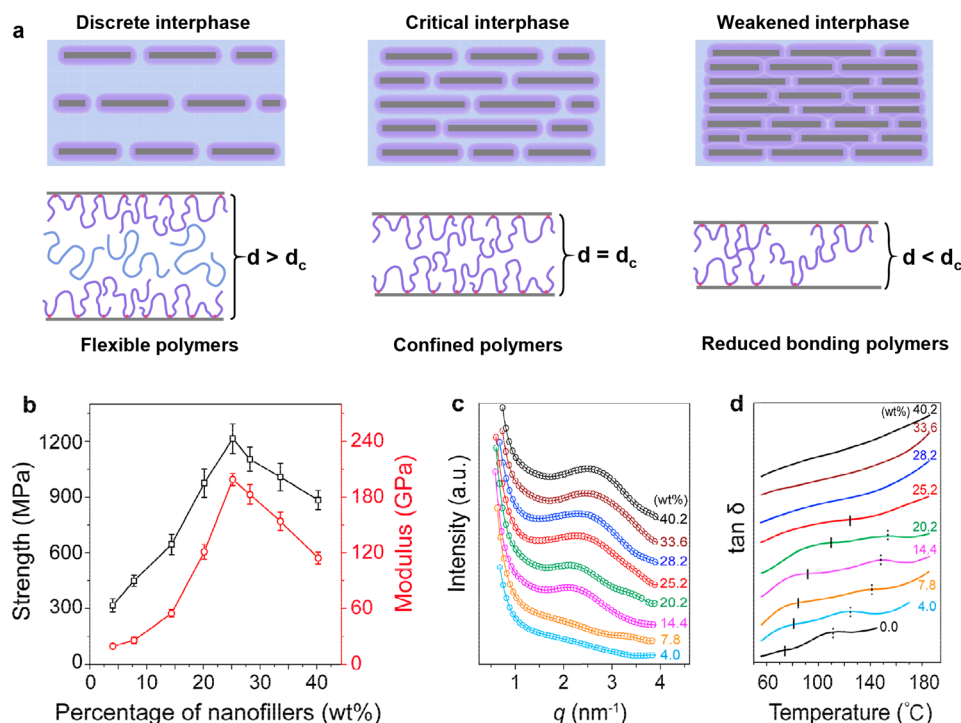 a
Discrete interphase
Critical interphase
Weakened interphase
d > dc
d = dc
d < dc
Flexible polymers
Confined polymers
Reduced bonding polymers
b
Strength (MPa)
1200
900
600
300
0
240
180
120
60
0
Modulus (GPa)
0 10 20 30 40
Percentage of nanofillers (wt%)
c
Intensity (a.u.)
(wt%)
40.2
33.6
28.2
25.2
20.2
14.4
7.8
4.0
1 2 3 4
q (nm⁻¹)
d
tan δ
(wt%) 40.2
33.6
28.2
25.2
20.2
14.4
7.8
4.0
0.0
60 90 120 150 180
Temperature (°C)